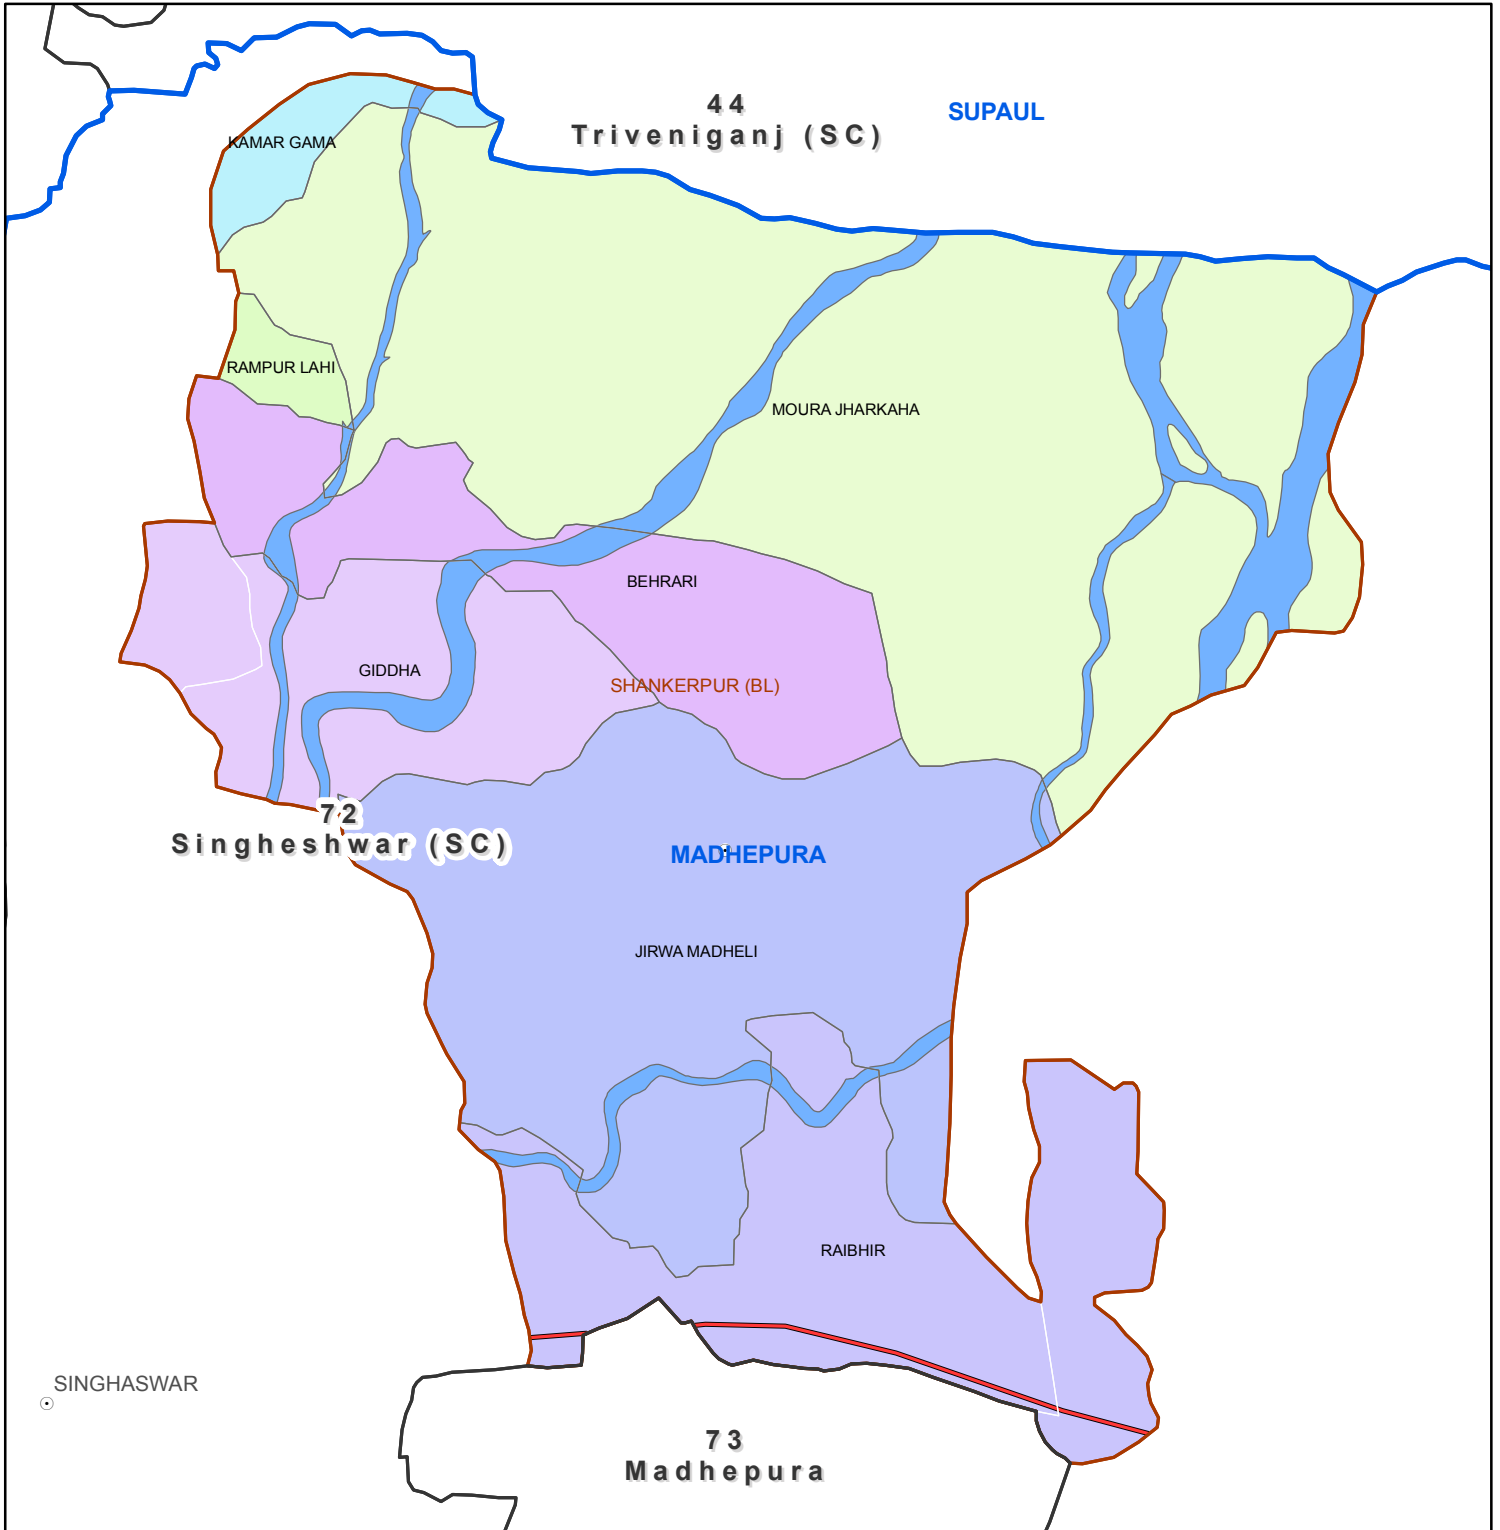 44
Triveniganj (SC)
SUPAUL
KAMAR GAMA
RAMPUR LAHI
MOURA JHARKAHA
BEHRARI
GIDDHA
SHANKERPUR (BL)
72
Singheshwar (SC)
MADHEPURA
JIRWA MADHELI
RAIBHIR
SINGHASWAR
73
Madhepura